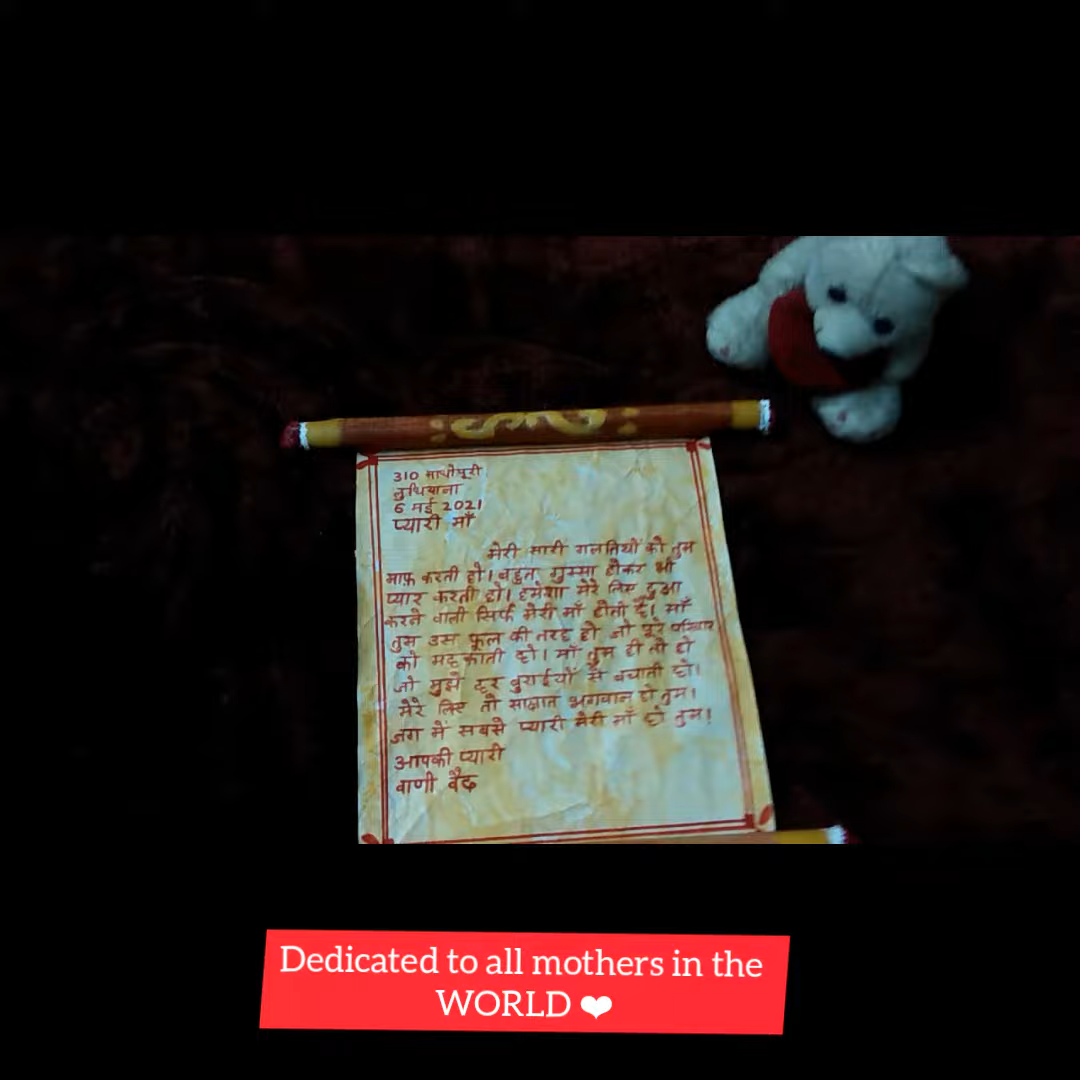 310 माधोपुरी
लुधियाना
6 मई 2021
प्यारी माँ
मेरी सारी गलतियों को तुम
माफ़ करती हो। बहुत गुस्सा होकर भी
प्यार करती हो। हमेशा मेरे लिए दुआ
करने वाली सिर्फ मेरी माँ होती है। माँ
तुम उस फूल की तरह हो जो पूरे परिवार
को महकाती हो। माँ तुम ही तो हो
जो मुझे दूर बुराईयों से बचाती हो।
मेरे लिए तो साक्षात भगवान हो तुम।
जग में सबसे प्यारी मेरी माँ हो तुम!
आपकी प्यारी
वाणी वैद
Dedicated to all mothers in the
WORLD ❤